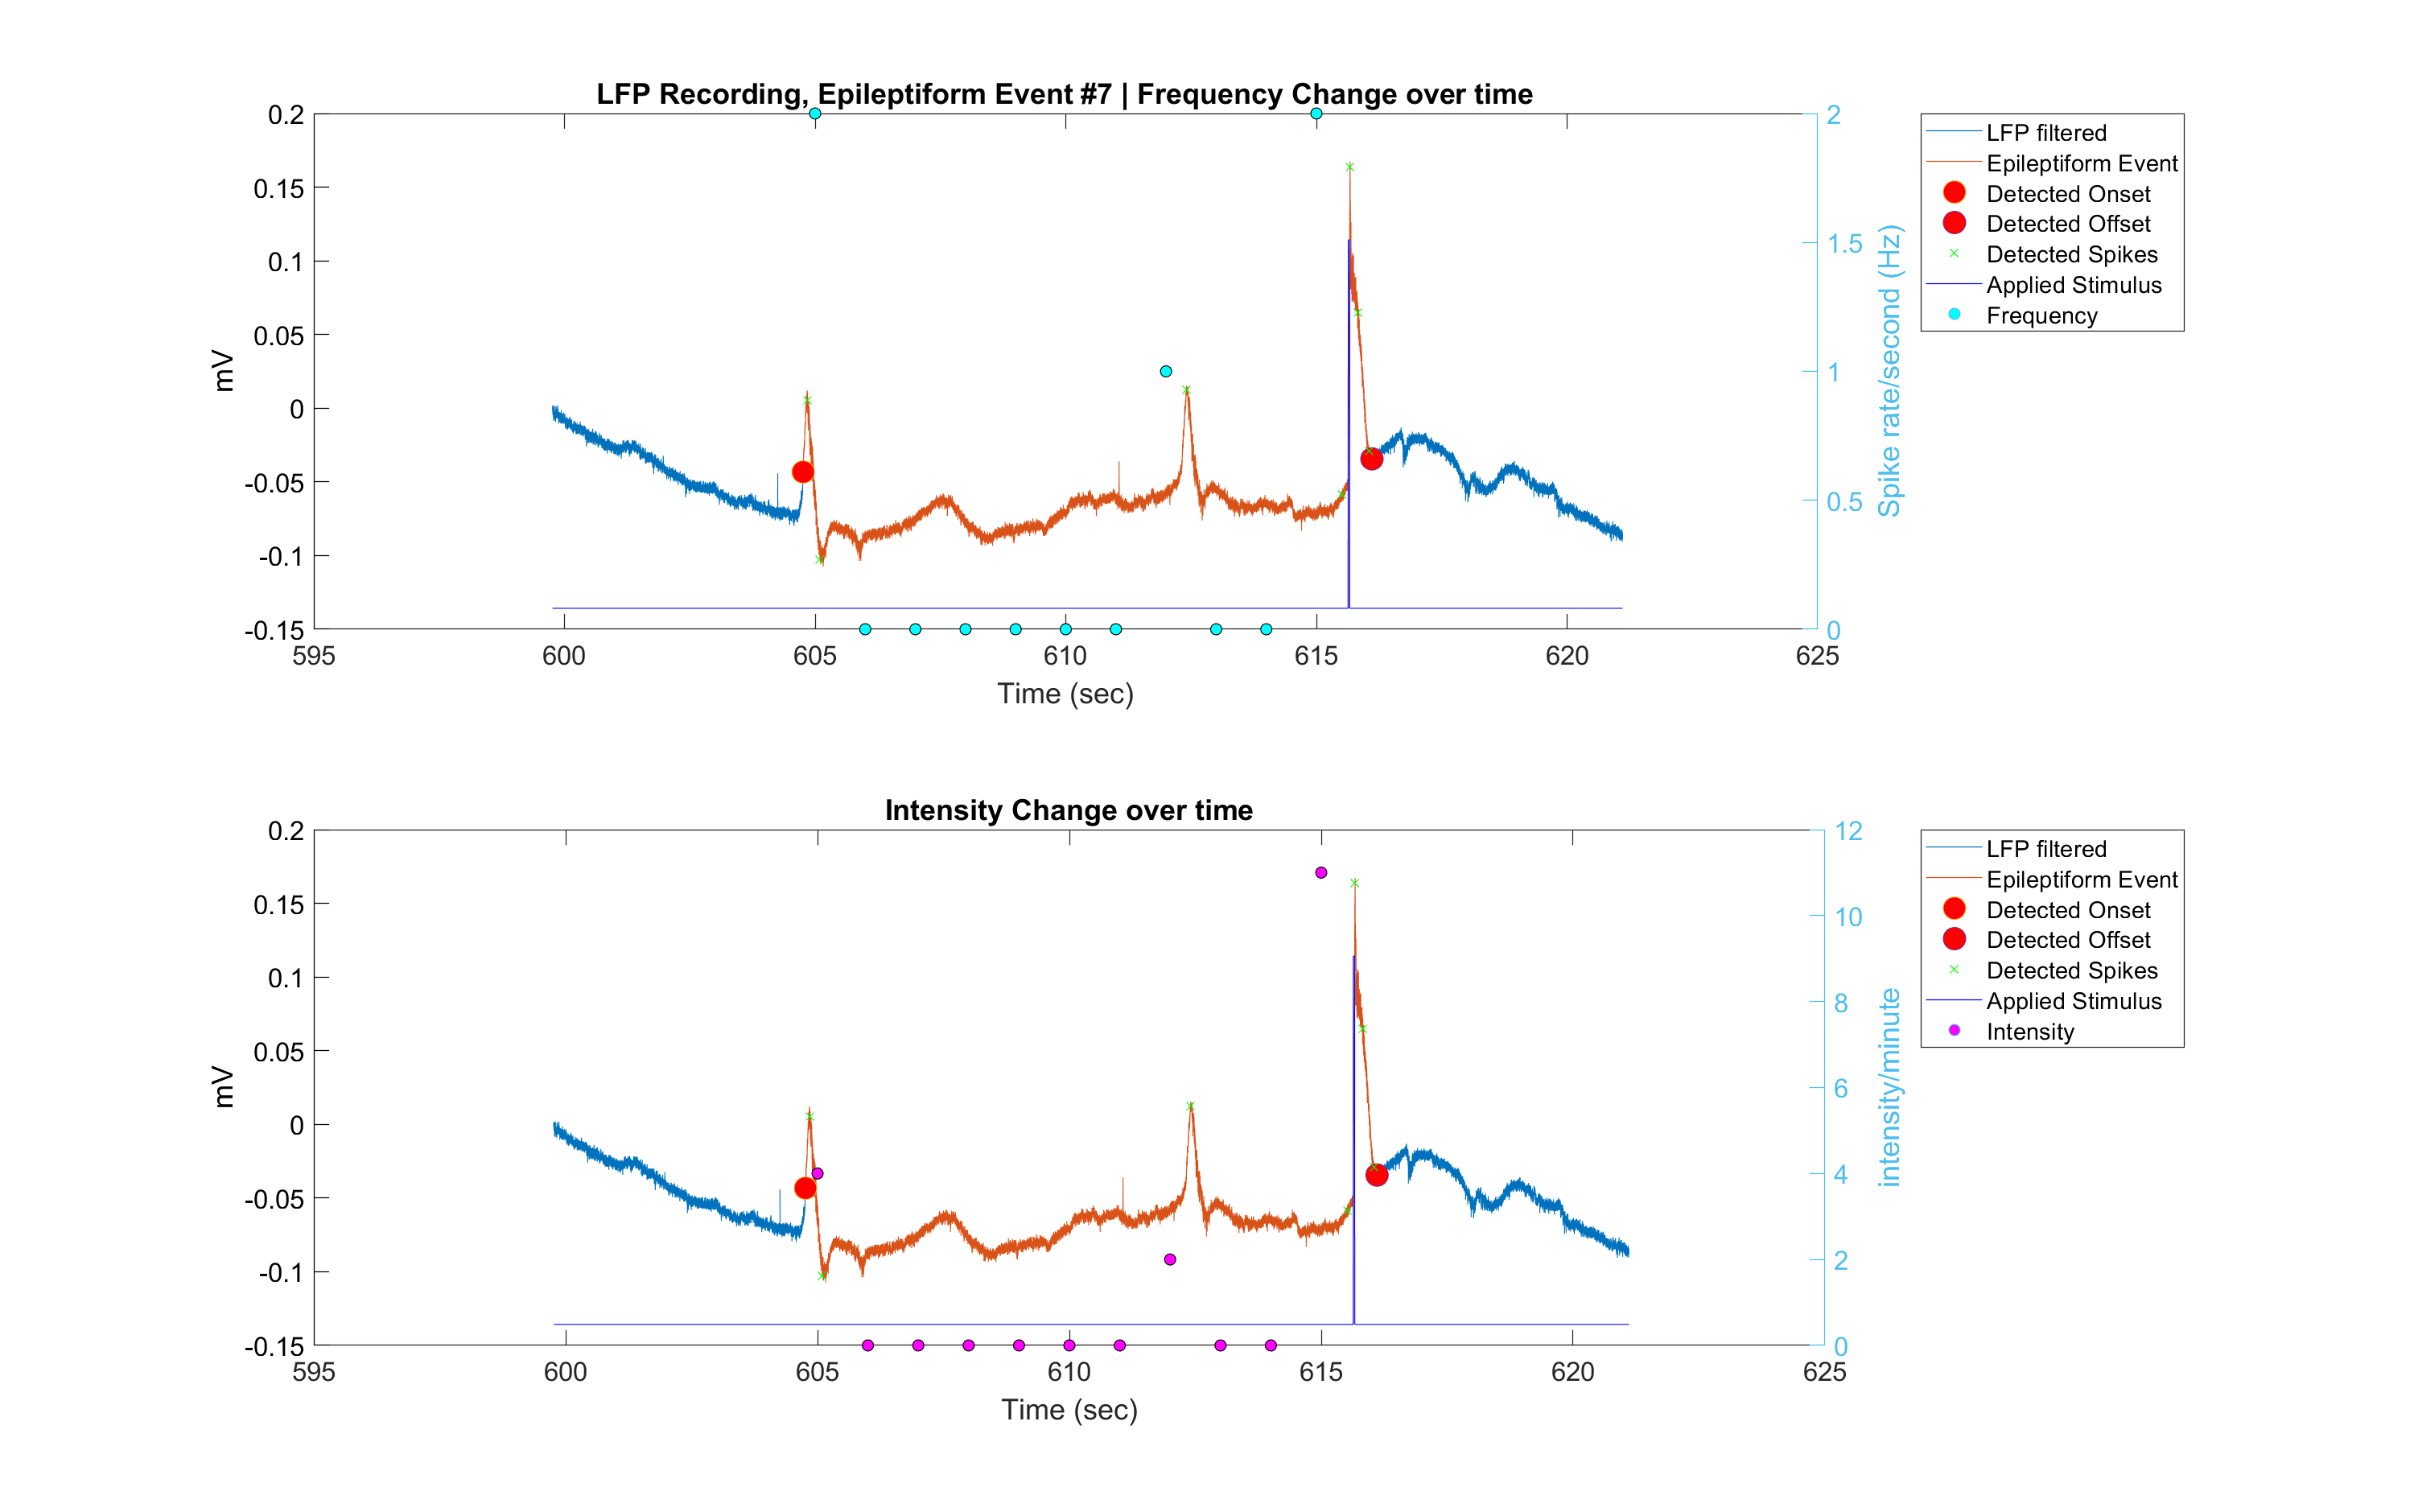 LFP Recording, Epileptiform Event #7 | Frequency Change over time
0.2
0.15
0.1
0.05
0
-0.05
-0.1
-0.15
mV
595
600
605
610
615
620
625
Time (sec)
2
1.5
1
0.5
0
Spike rate/second (Hz)
LFP filtered
Epileptiform Event
Detected Onset
Detected Offset
Detected Spikes
Applied Stimulus
Frequency
Intensity Change over time
0.2
0.15
0.1
0.05
0
-0.05
-0.1
-0.15
mV
595
600
605
610
615
620
625
Time (sec)
12
10
8
6
4
2
0
intensity/minute
LFP filtered
Epileptiform Event
Detected Onset
Detected Offset
Detected Spikes
Applied Stimulus
Intensity